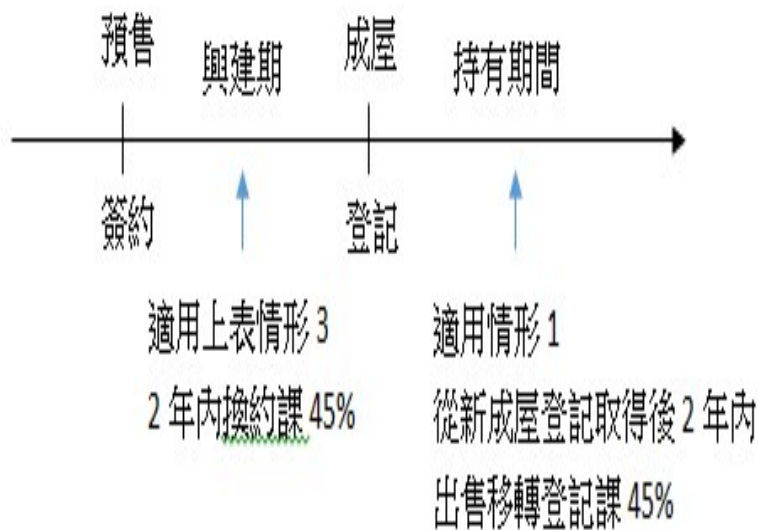 預售
興建期
成屋
持有期間
簽約
登記
適用上表情形 3
2 年內換約課 45%
適用情形 1
從新成屋登記取得後 2 年內
出售移轉登記課 45%